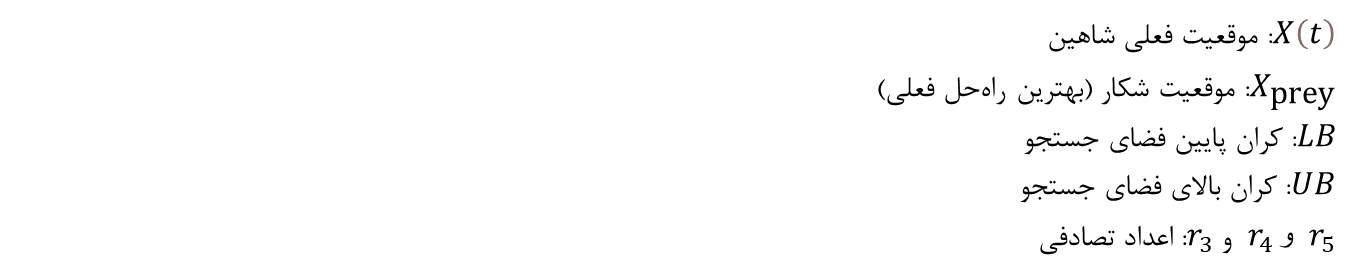 X(t): موقعیت فعلی شاهین
X_prey: موقعیت شکار (بهترین راه‌حل فعلی)
LB: کران پایین فضای جستجو
UB: کران بالای فضای جستجو
r_5 و r_4 و r_3: اعداد تصادفی